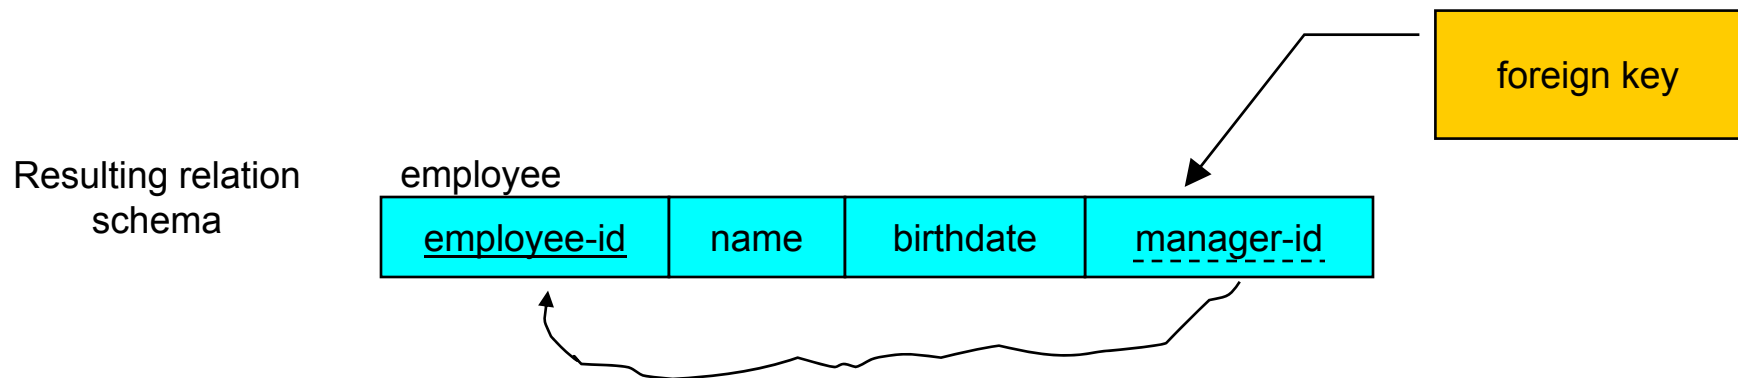 foreign key
Resulting relation
schema
employee
employee-id name birthdate manager-id